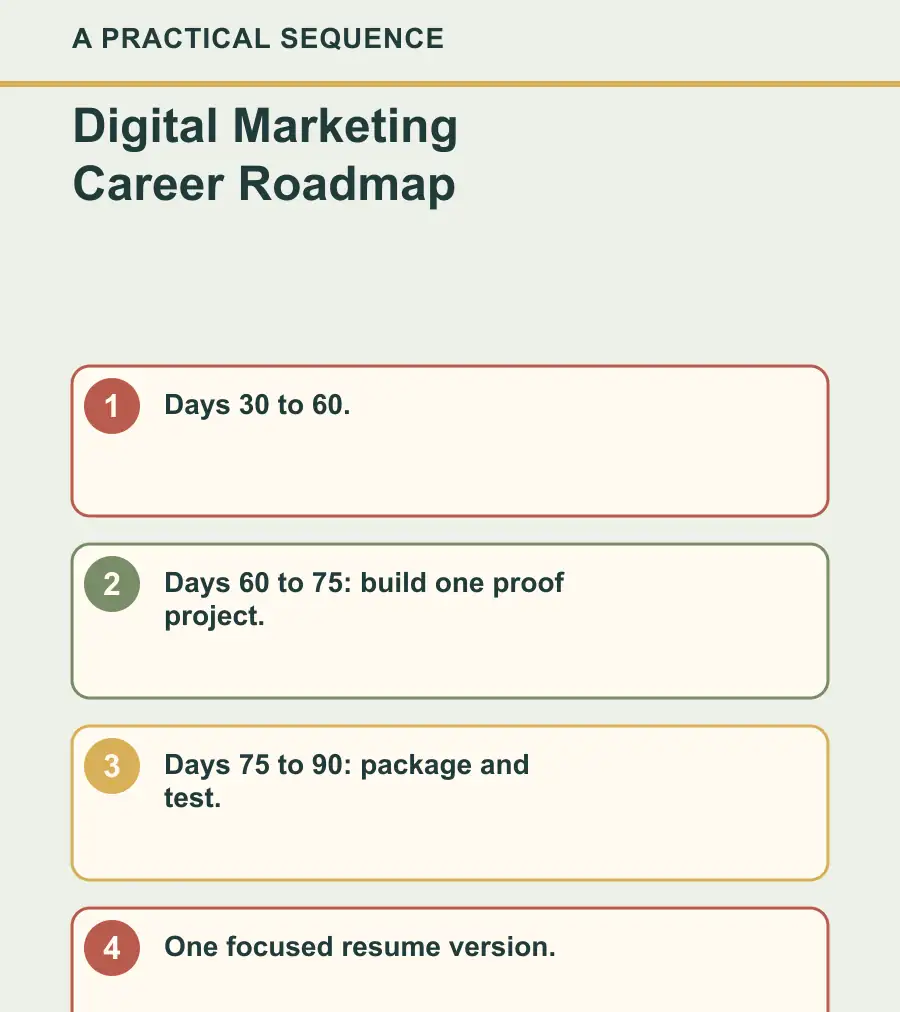 A PRACTICAL SEQUENCE
Digital Marketing
Career Roadmap
1
Days 30 to 60.
2
Days 60 to 75: build one proof
project.
3
Days 75 to 90: package and
test.
4
One focused resume version.